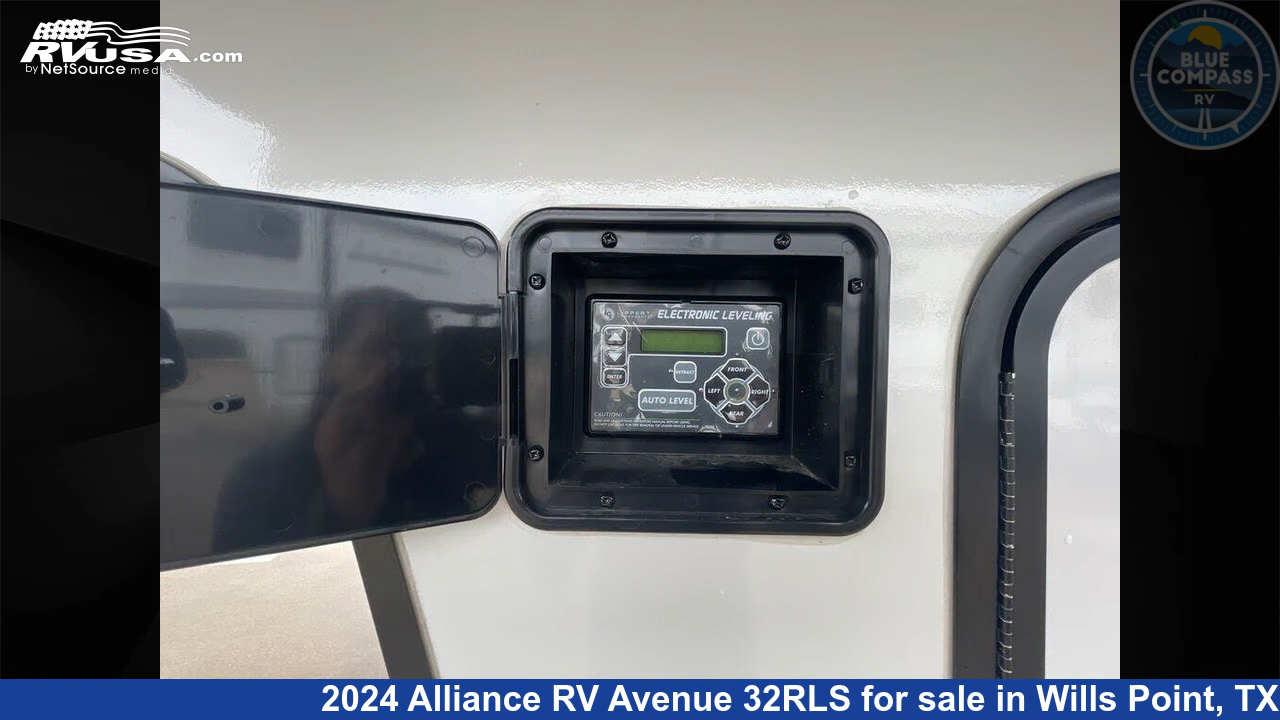 RVUSA.com
by NetSource media
BLUE
COMPASS
RV
LIPPERT
ELECTRONIC LEVELING
ENTER
RETRACT
FRONT
LEFT
RIGHT
AUTO LEVEL
REAR
CAUTION!
2024 Alliance RV Avenue 32RLS for sale in Wills Point, TX